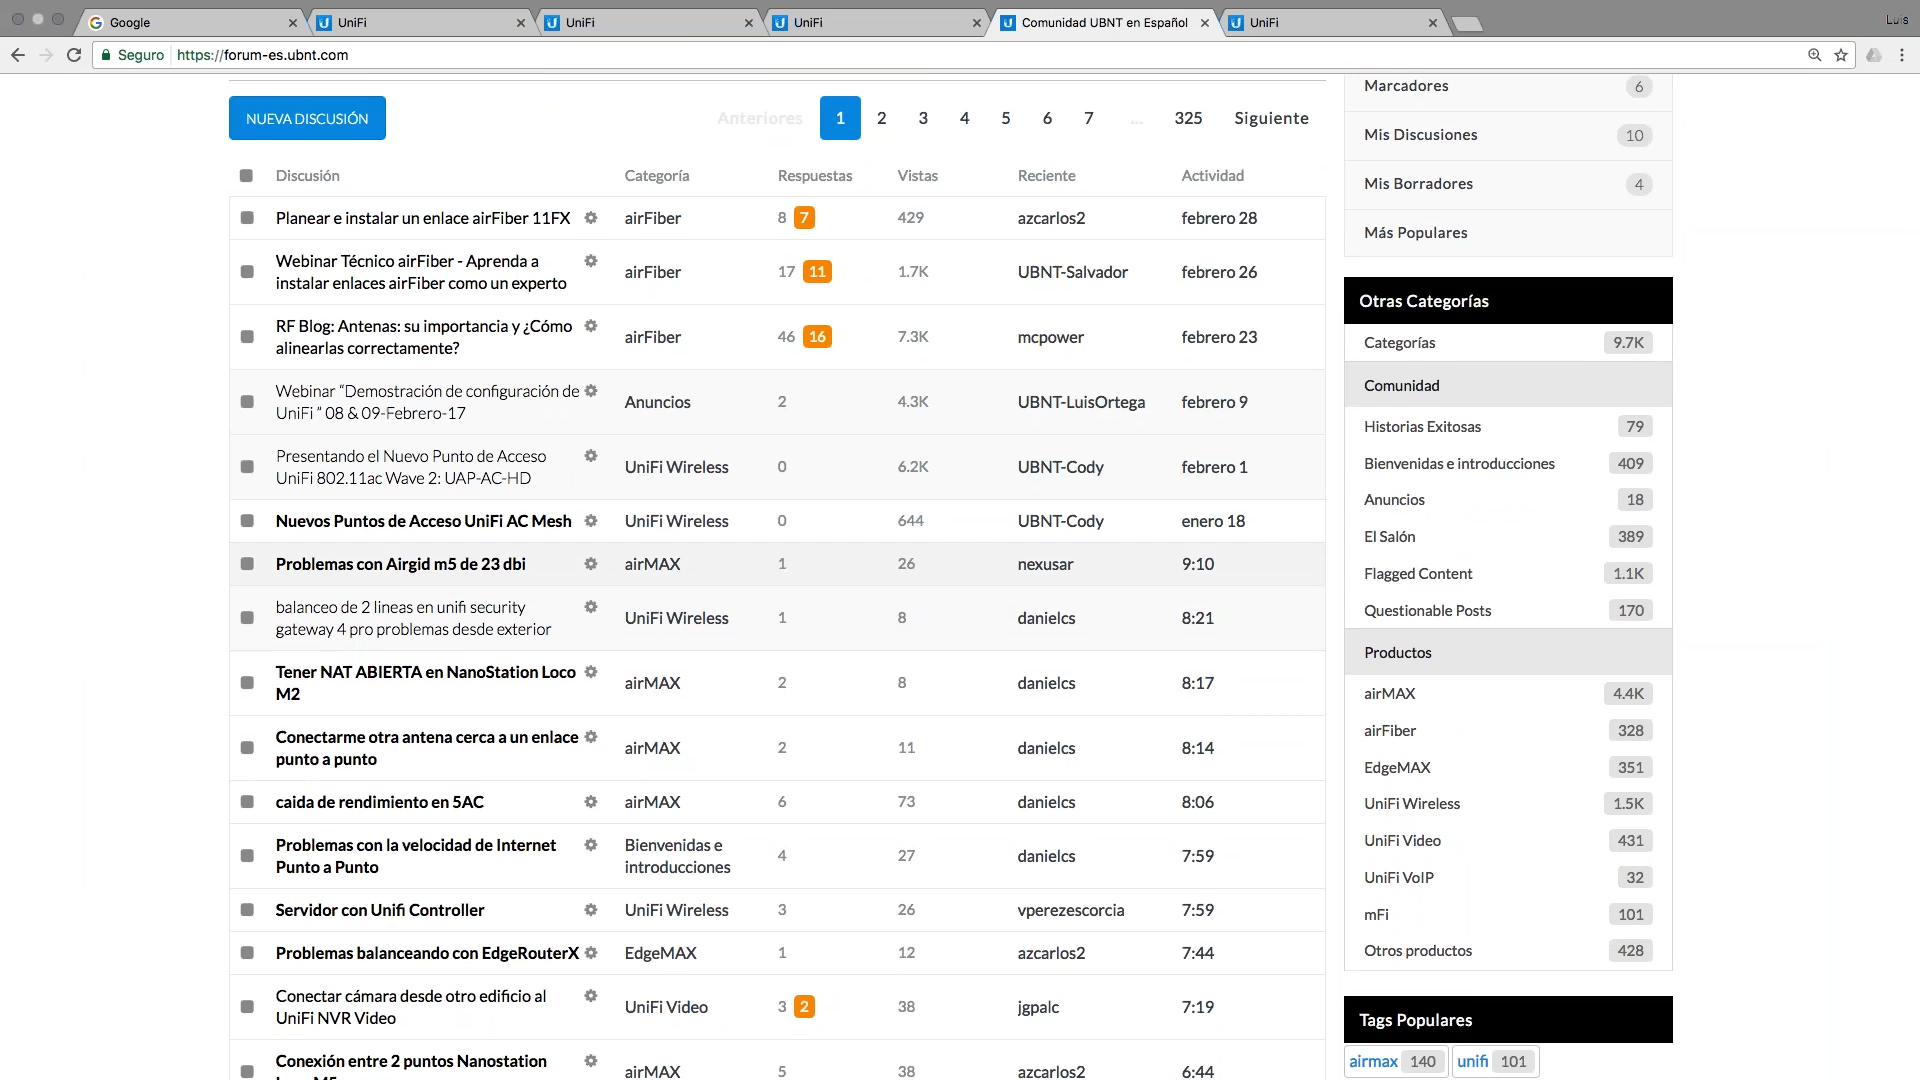 Google
UniFi
UniFi
UniFi
Comunidad UBNT en Español
UniFi
Luis
Seguro
https://forum-es.ubnt.com
NUEVA DISCUSIÓN
Anteriores 1 2 3 4 5 6 7 ... 325 Siguiente
Discusión Categoría Respuestas Vistas Reciente Actividad
Planear e instalar un enlace airFiber 11FX airFiber 8 7 429 azcarlos2 febrero 28
Webinar Técnico airFiber - Aprenda a
instalar enlaces airFiber como un experto
airFiber 17 11 1.7K UBNT-Salvador febrero 26
RF Blog: Antenas: su importancia y ¿Cómo
alinearlas correctamente?
airFiber 46 16 7.3K mcpower febrero 23
Webinar “Demostración de configuración de
UniFi ” 08 & 09-Febrero-17
Anuncios 2 4.3K UBNT-LuisOrtega febrero 9
Presentando el Nuevo Punto de Acceso
UniFi 802.11ac Wave 2: UAP-AC-HD
UniFi Wireless 0 6.2K UBNT-Cody febrero 1
Nuevos Puntos de Acceso UniFi AC Mesh UniFi Wireless 0 644 UBNT-Cody enero 18
Problemas con Airgid m5 de 23 dbi airMAX 1 26 nexusar 9:10
balanceo de 2 lineas en unifi security
gateway 4 pro problemas desde exterior
UniFi Wireless 1 8 danielcs 8:21
Tener NAT ABIERTA en NanoStation Loco
M2
airMAX 2 8 danielcs 8:17
Conectarme otra antena cerca a un enlace
punto a punto
airMAX 2 11 danielcs 8:14
caida de rendimiento en 5AC airMAX 6 73 danielcs 8:06
Problemas con la velocidad de Internet
Punto a Punto
Bienvenidas e
introducciones
4 27 danielcs 7:59
Servidor con Unifi Controller UniFi Wireless 3 26 vperezescorcia 7:59
Problemas balanceando con EdgeRouterX EdgeMAX 1 12 azcarlos2 7:44
Conectar cámara desde otro edificio al
UniFi NVR Video
UniFi Video 3 2 38 jgpalc 7:19
Conexión entre 2 puntos Nanostation
airMAX 5 38 azcarlos2 6:44
Marcadores 6
Mis Discusiones 10
Mis Borradores 4
Más Populares
Otras Categorías
Categorías 9.7K
Comunidad
Historias Exitosas 79
Bienvenidas e introducciones 409
Anuncios 18
El Salón 389
Flagged Content 1.1K
Questionable Posts 170
Productos
airMAX 4.4K
airFiber 328
EdgeMAX 351
UniFi Wireless 1.5K
UniFi Video 431
UniFi VoIP 32
mFi 101
Otros productos 428
Tags Populares
airmax 140 unifi 101